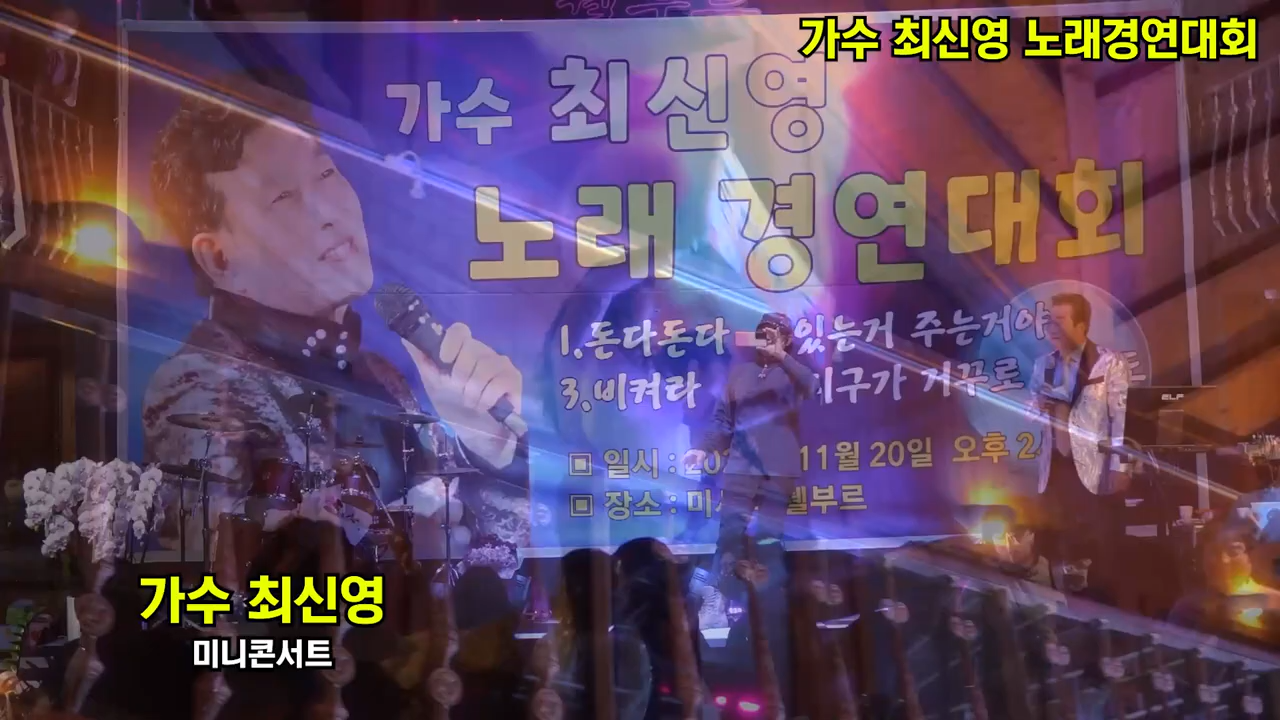 가수 최신영 노래경연대회
가수 최신영
노래 경연대회
1.돈다돈다 있는거 주는거야
3.비켜라 지구가 거꾸로
▣ 일시 : 11월 20일 오후 2
▣ 장소 : 미
ELF
가수 최신영
미니콘서트